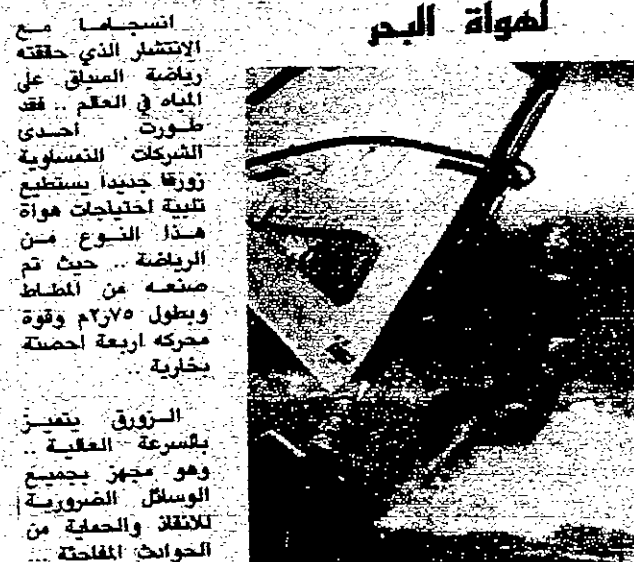 لهواة البحر
انسجاما مع
الانتشار الذي حققته
رياضة السباق على
المياه في العالم .. فقد
طورت احدى
الشركات النمساوية
زورقا جديدا يستطيع
تلبية احتياجات هواة
هذا النوع من
الرياضة .. حيث تم
صنعه من المطاط
وبطول ٢٫٧٥م وقوة
محركه اربعة احصنة
بخارية ..
الزورق يتميز
بالسرعة العالية ..
وهو مجهز بجميع
الوسائل الضرورية
للانقاذ والحماية من
الحوادث المفاجئة ...